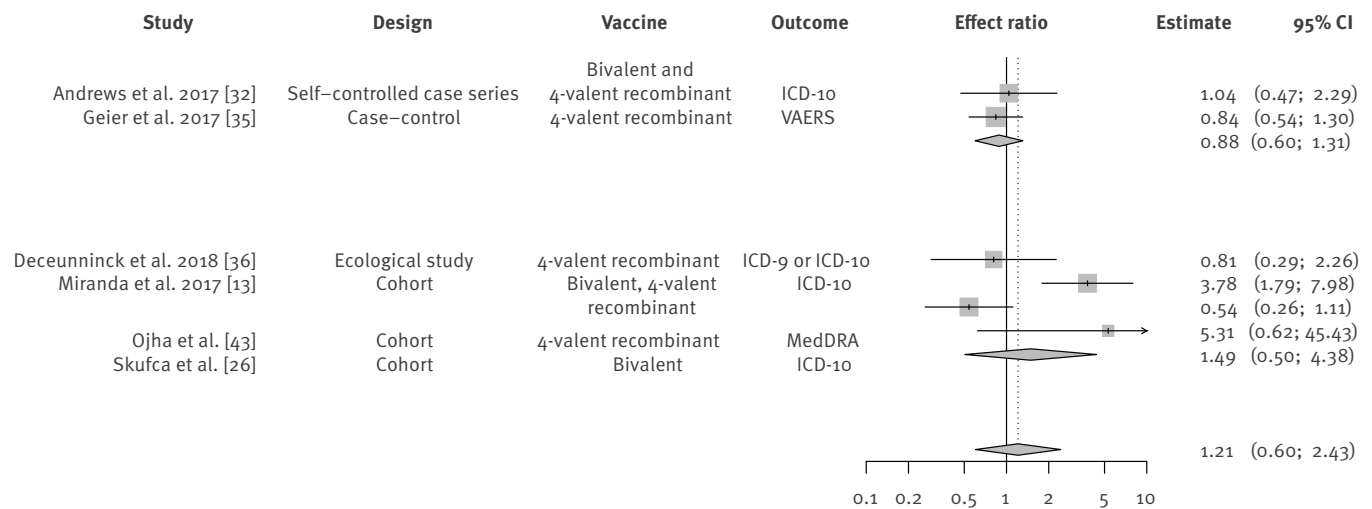 Study Design Vaccine Outcome Effect ratio Estimate 95% CI
Bivalent and
Andrews et al. 2017 [32] Self–controlled case series 4-valent recombinant ICD-10 1.04 (0.47; 2.29)
Geier et al. 2017 [35] Case–control 4-valent recombinant VAERS 0.84 (0.54; 1.30)
0.88 (0.60; 1.31)
Deceunninck et al. 2018 [36] Ecological study 4-valent recombinant ICD-9 or ICD-10 0.81 (0.29; 2.26)
Miranda et al. 2017 [13] Cohort Bivalent, 4-valent ICD-10 3.78 (1.79; 7.98)
recombinant 0.54 (0.26; 1.11)
Ojha et al. [43] Cohort 4-valent recombinant MedDRA 5.31 (0.62; 45.43)
Skufca et al. [26] Cohort Bivalent ICD-10 1.49 (0.50; 4.38)
1.21 (0.60; 2.43)
0.1 0.2 0.5 1 2 5 10